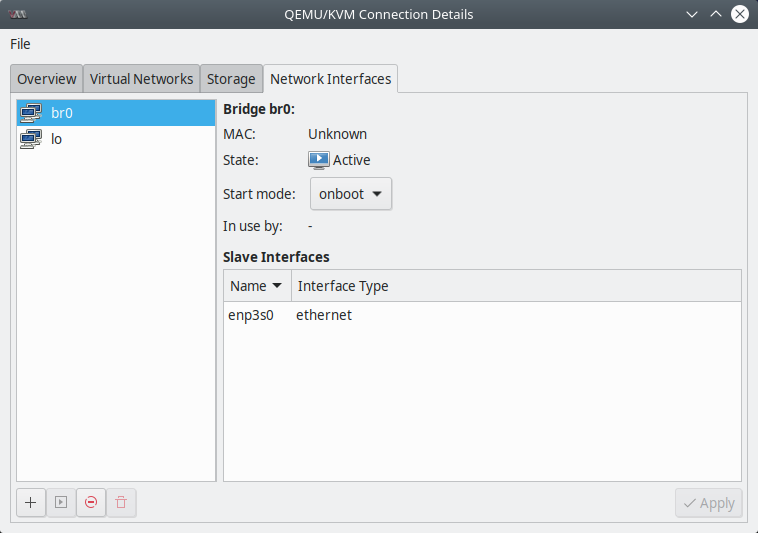 QEMU/KVM Connection Details
File
Overview Virtual Networks Storage Network Interfaces
br0
lo
Bridge br0:
MAC: Unknown
State: Active
Start mode: onboot
In use by: -
Slave Interfaces
Name Interface Type
enp3s0 ethernet
Apply